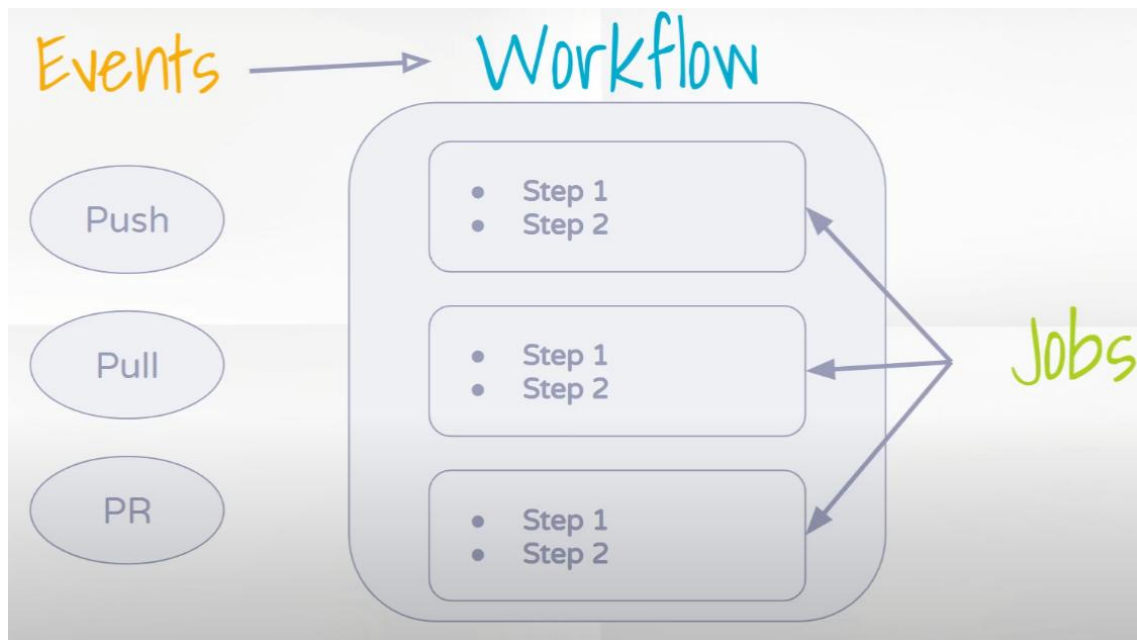 Events
Workflow
Push
Pull
PR
Step 1
Step 2
Step 1
Step 2
Step 1
Step 2
Jobs